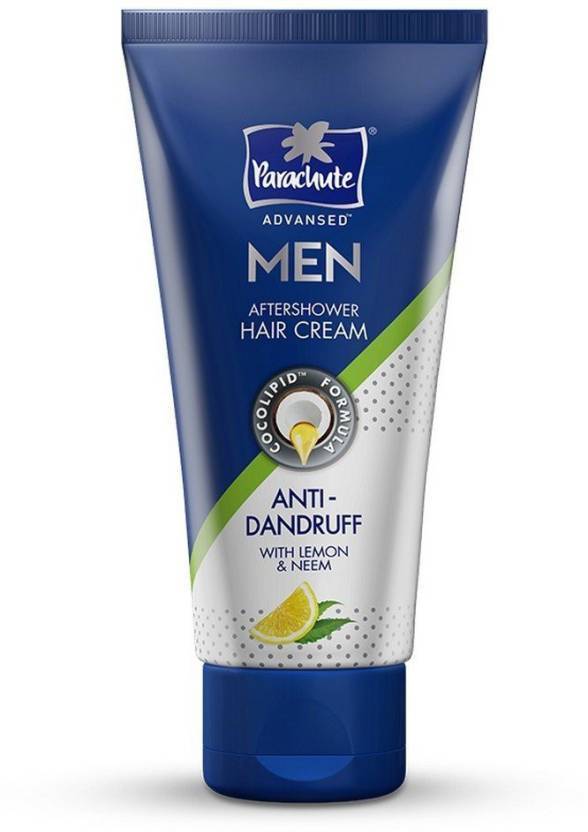 Parachute®
ADVANSED™
MEN
AFTERSHOWER
HAIR CREAM
COCOLIPID™ FORMULA
ANTI-
DANDRUFF
WITH LEMON
& NEEM